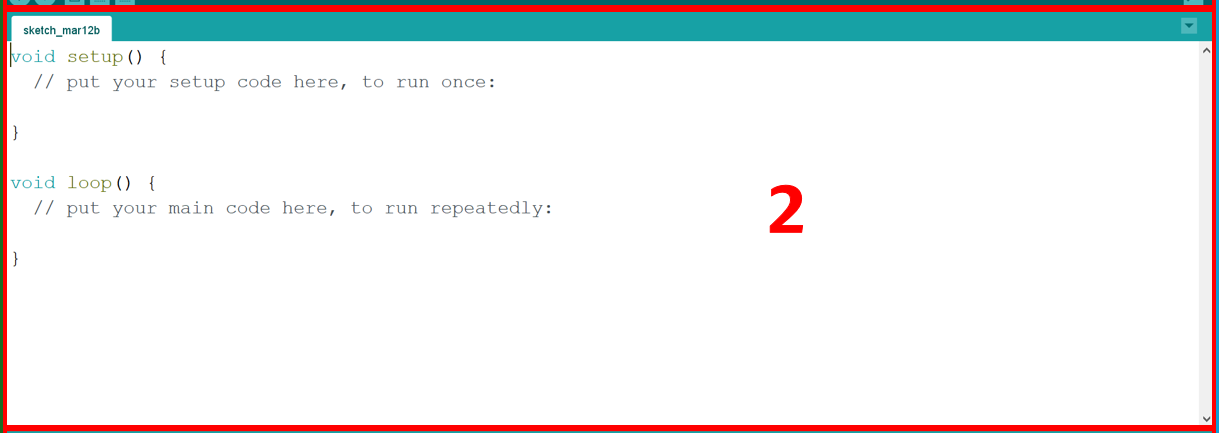 sketch_mar12b
void setup() {
  // put your setup code here, to run once:
}
void loop() {
  // put your main code here, to run repeatedly:
}
2